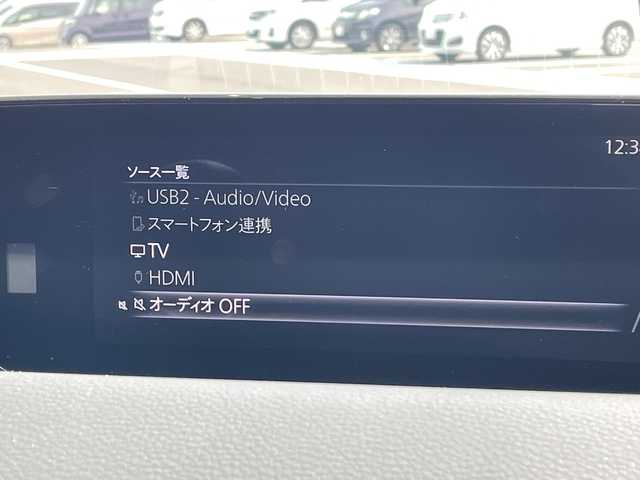 12:3
ソース一覧
USB2 - Audio/Video
スマートフォン連携
TV
HDMI
オーディオ OFF